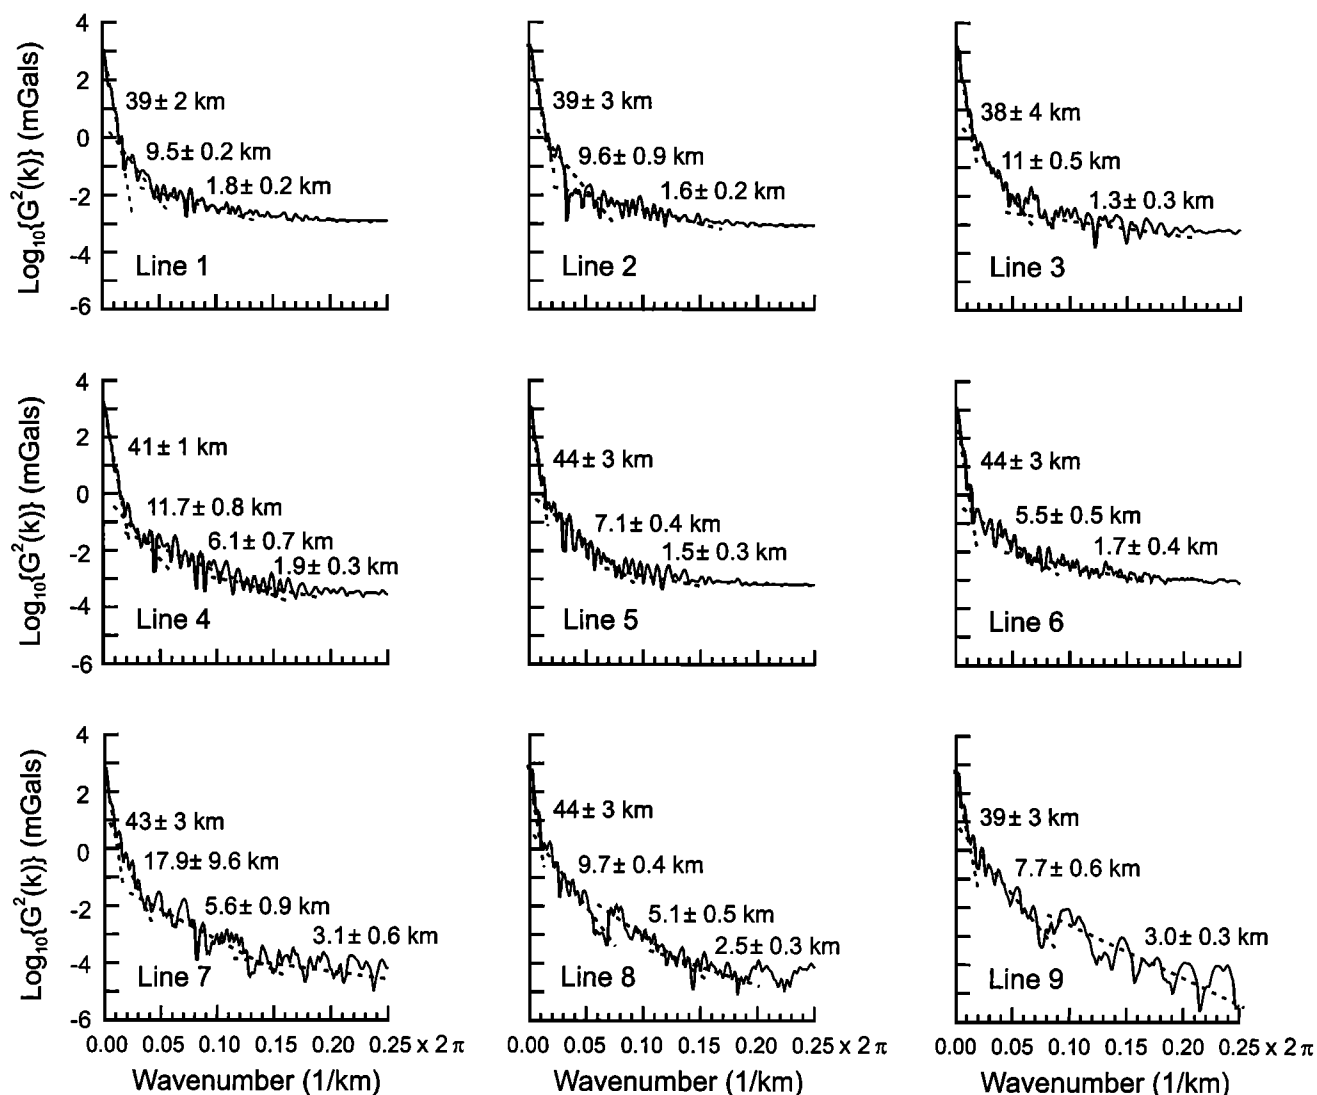 Log10{G²(k)} (mGals)
4
2
0
-2
-4
-6
39± 2 km
9.5± 0.2 km
1.8± 0.2 km
Line 1
39± 3 km
9.6± 0.9 km
1.6± 0.2 km
Line 2
38± 4 km
11± 0.5 km
1.3± 0.3 km
Line 3
Log10{G²(k)} (mGals)
4
2
0
-2
-4
-6
41± 1 km
11.7± 0.8 km
6.1± 0.7 km
1.9± 0.3 km
Line 4
44± 3 km
7.1± 0.4 km
1.5± 0.3 km
Line 5
44± 3 km
5.5± 0.5 km
1.7± 0.4 km
Line 6
Log10{G²(k)} (mGals)
4
2
0
-2
-4
-6
43± 3 km
17.9± 9.6 km
5.6± 0.9 km
3.1± 0.6 km
Line 7
44± 3 km
9.7± 0.4 km
5.1± 0.5 km
2.5± 0.3 km
Line 8
39± 3 km
7.7± 0.6 km
3.0± 0.3 km
Line 9
0.00 0.05 0.10 0.15 0.20 0.25 x 2π
0.00 0.05 0.10 0.15 0.20 0.25 x 2π
0.00 0.05 0.10 0.15 0.20 0.25 x 2π
Wavenumber (1/km)
Wavenumber (1/km)
Wavenumber (1/km)